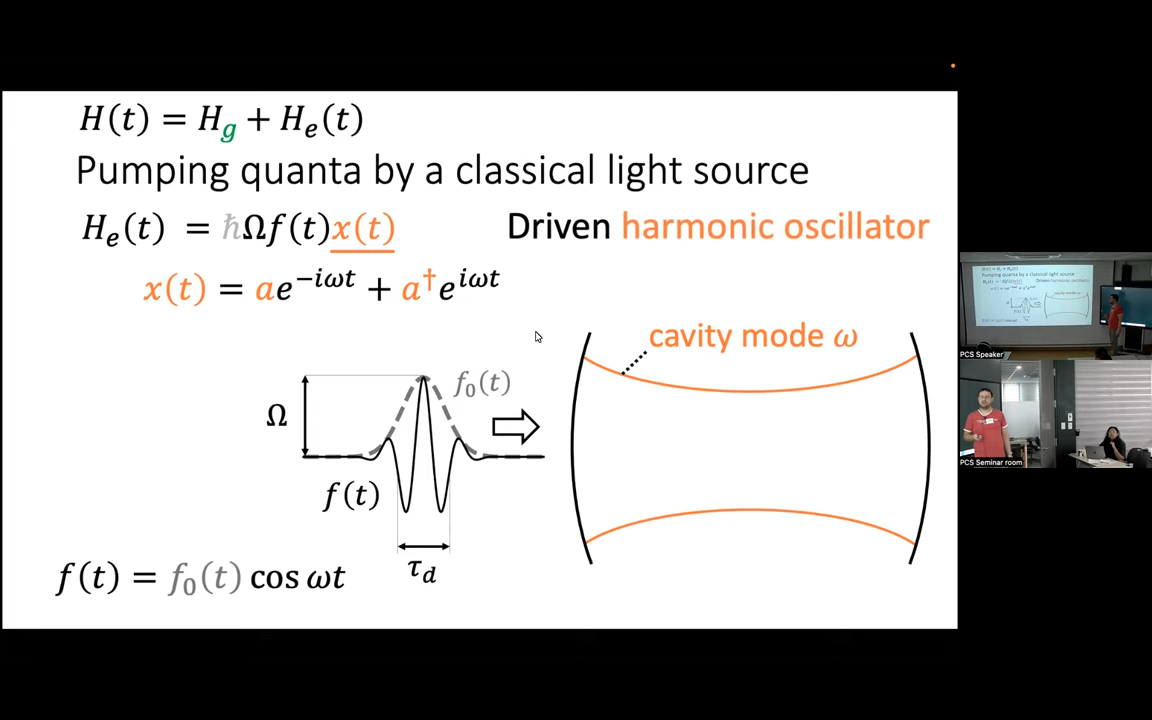 H(t) = H_g + H_e(t)
Pumping quanta by a classical light source
H_e(t) = ℏΩf(t)x(t)
Driven harmonic oscillator
x(t) = ae^{-iωt} + a^†e^{iωt}
cavity mode ω
f_0(t)
Ω
f(t)
τ_d
f(t) = f_0(t) cos ωt
PCS Speaker
PCS Seminar room